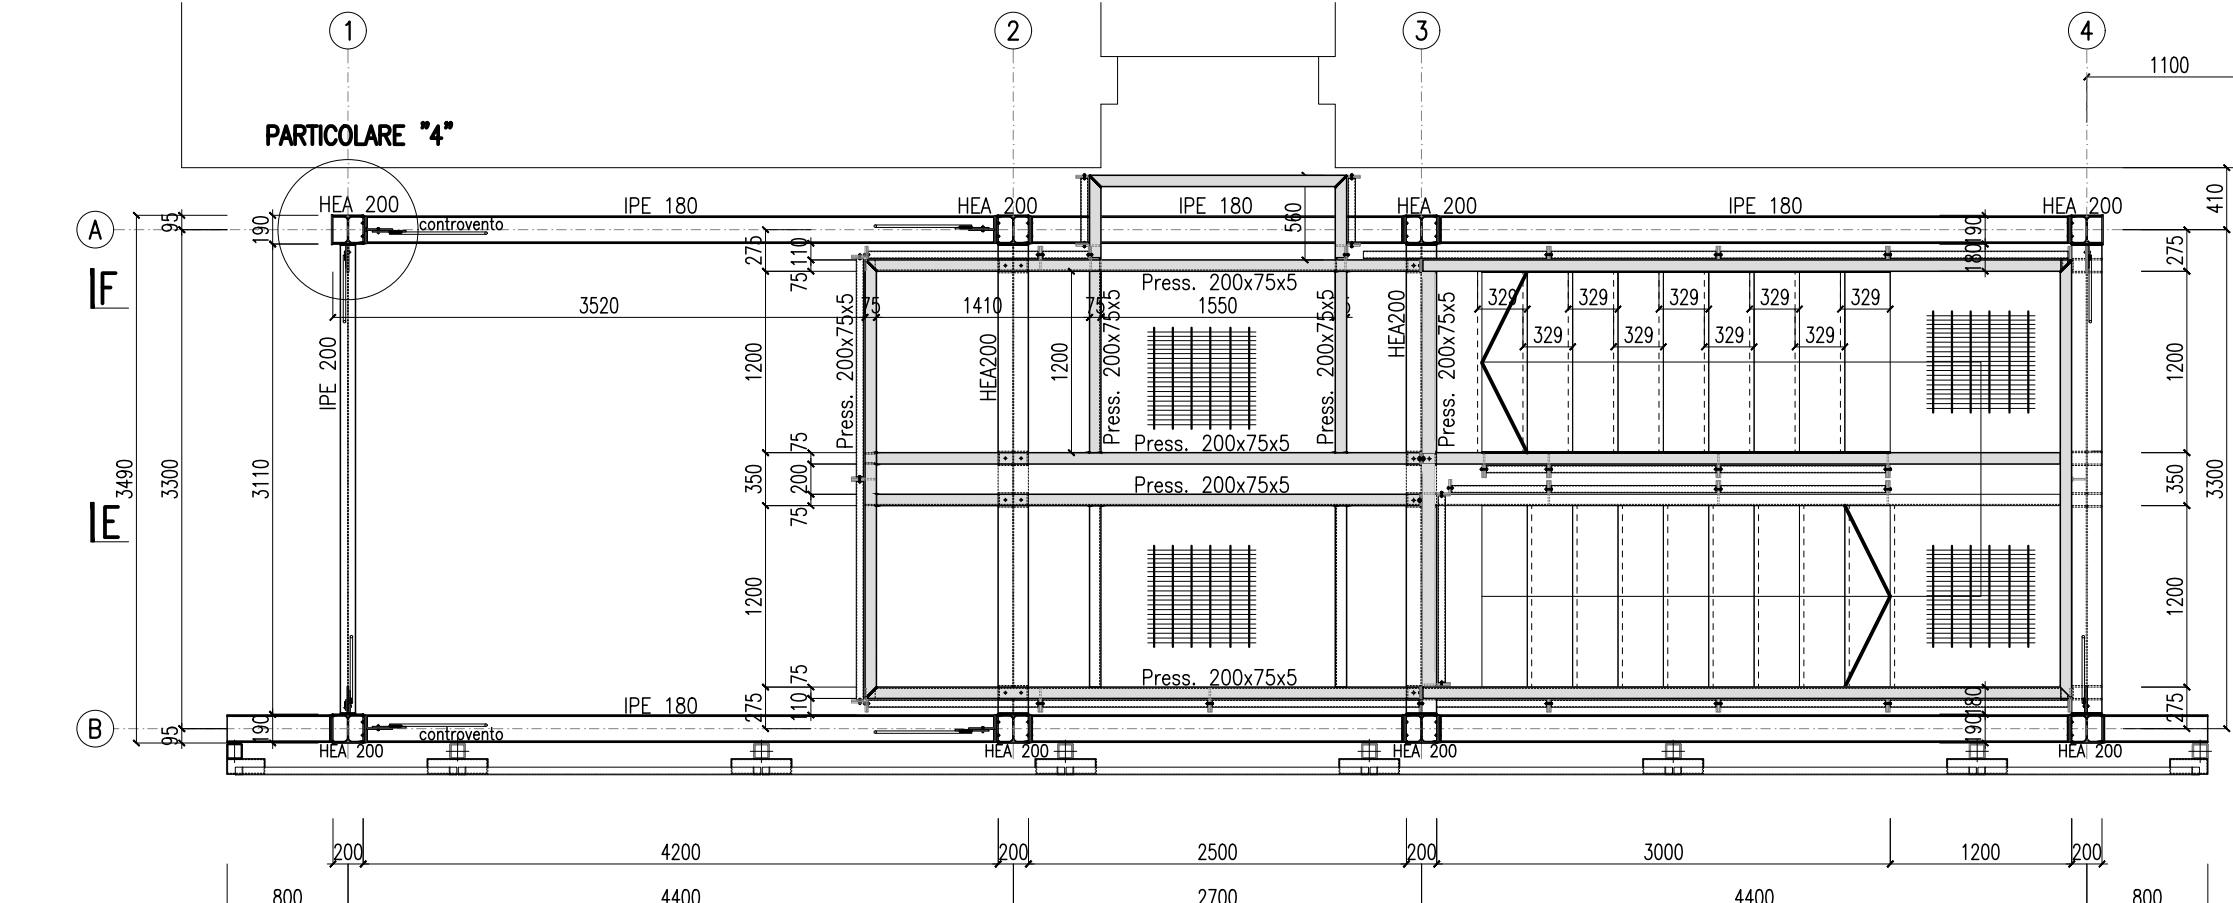 1
2
3
4
1100
PARTICOLARE "4"
HEA 200
IPE 180
HEA 200
IPE 180
HEA 200
IPE 180
HEA 200
410
A
95
190
controvento
275
110
75
560
190
180
275
F
Press. 200x75x5
3520
75
1410
75
1550
329
329
329
329
329
329
329
329
329
IPE 200
Press. 200x75x5
HEA200
1200
1200
Press. 200x75x5
Press. 200x75x5
HEA200
Press. 200x75x5
1200
Press. 200x75x5
3490
3300
3110
75
350
200
75
Press. 200x75x5
350
3300
E
1200
1200
75
Press. 200x75x5
IPE 180
275
110
180
190
275
B
95
190
controvento
HEA 200
HEA 200
HEA 200
HEA 200
200
4200
200
2500
200
3000
1200
200
800
4400
2700
4400
800